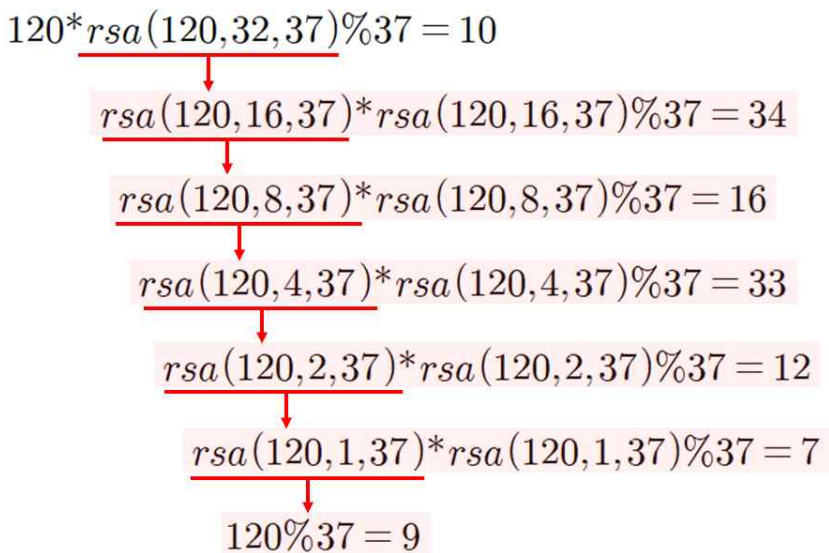 120*rsa(120,32,37)%37=10
rsa(120,16,37)*rsa(120,16,37)%37=34
rsa(120,8,37)*rsa(120,8,37)%37=16
rsa(120,4,37)*rsa(120,4,37)%37=33
rsa(120,2,37)*rsa(120,2,37)%37=12
rsa(120,1,37)*rsa(120,1,37)%37=7
120%37=9